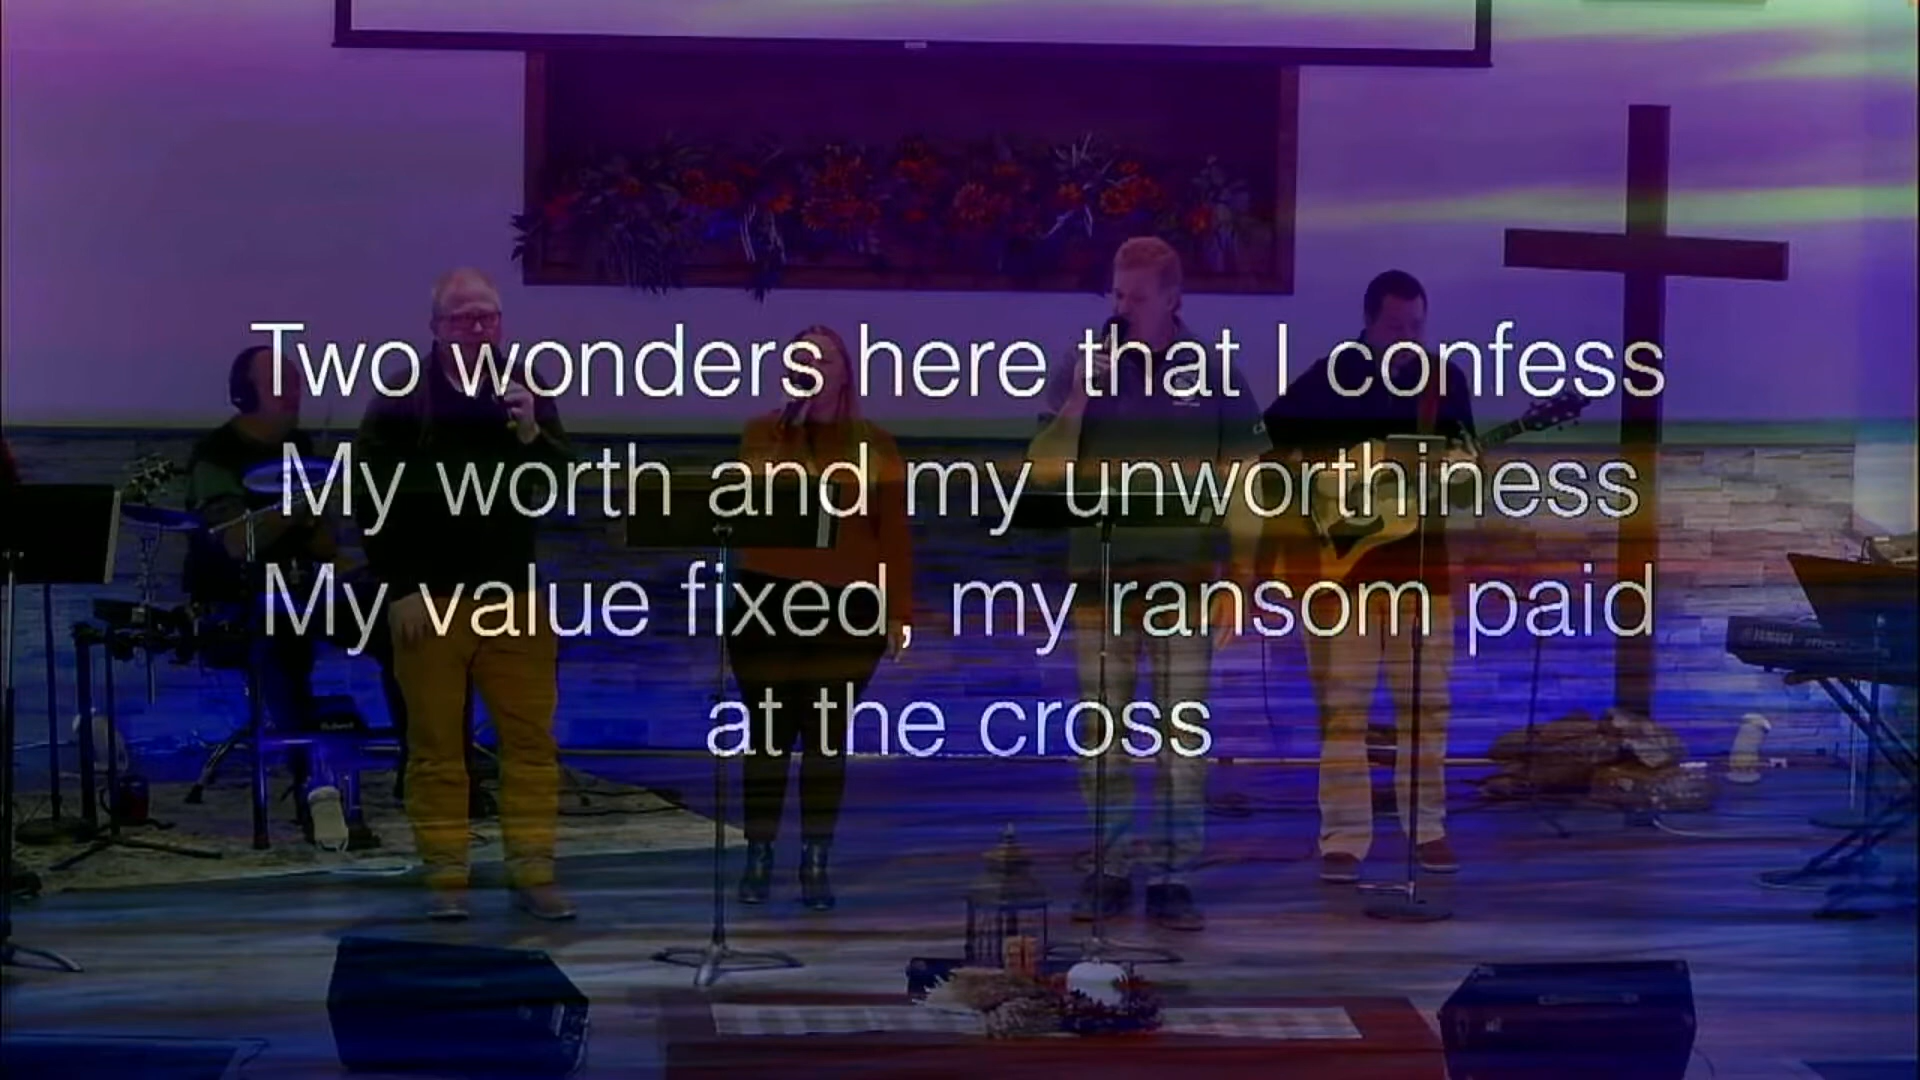 Two wonders here that I confess
My worth and my unworthiness
My value fixed, my ransom paid
at the cross
YAMAHA